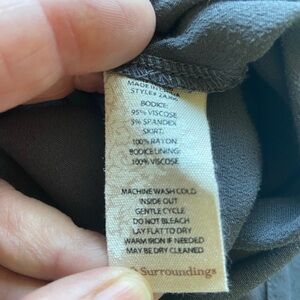 MADE IN CHINA
STYLE#
BODICE:
95% VISCOSE
5% SPANDEX
SKIRT:
100% RAYON
BODICE LINING:
100% VISCOSE
MACHINE WASH COLD
INSIDE OUT
GENTLE CYCLE
DO NOT BLEACH
LAY FLAT TO DRY
WARM IRON IF NEEDED
MAY BE DRY CLEANED
Surroundings